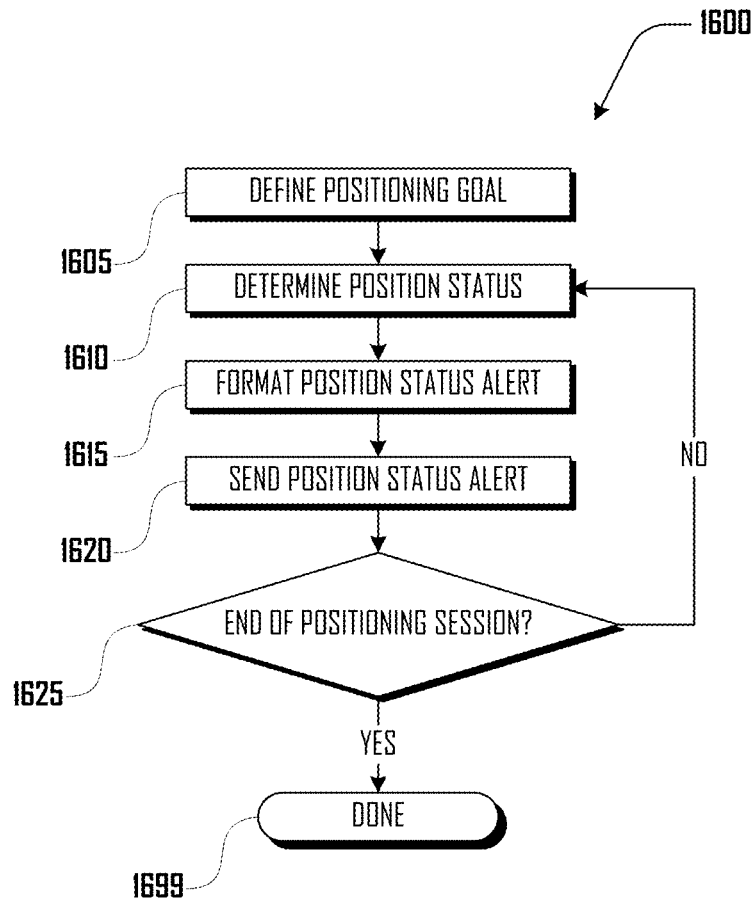 1600
DEFINE POSITIONING GOAL
1605
DETERMINE POSITION STATUS
1610
FORMAT POSITION STATUS ALERT
1615
NO
SEND POSITION STATUS ALERT
1620
END OF POSITIONING SESSION?
1625
YES
DONE
1699